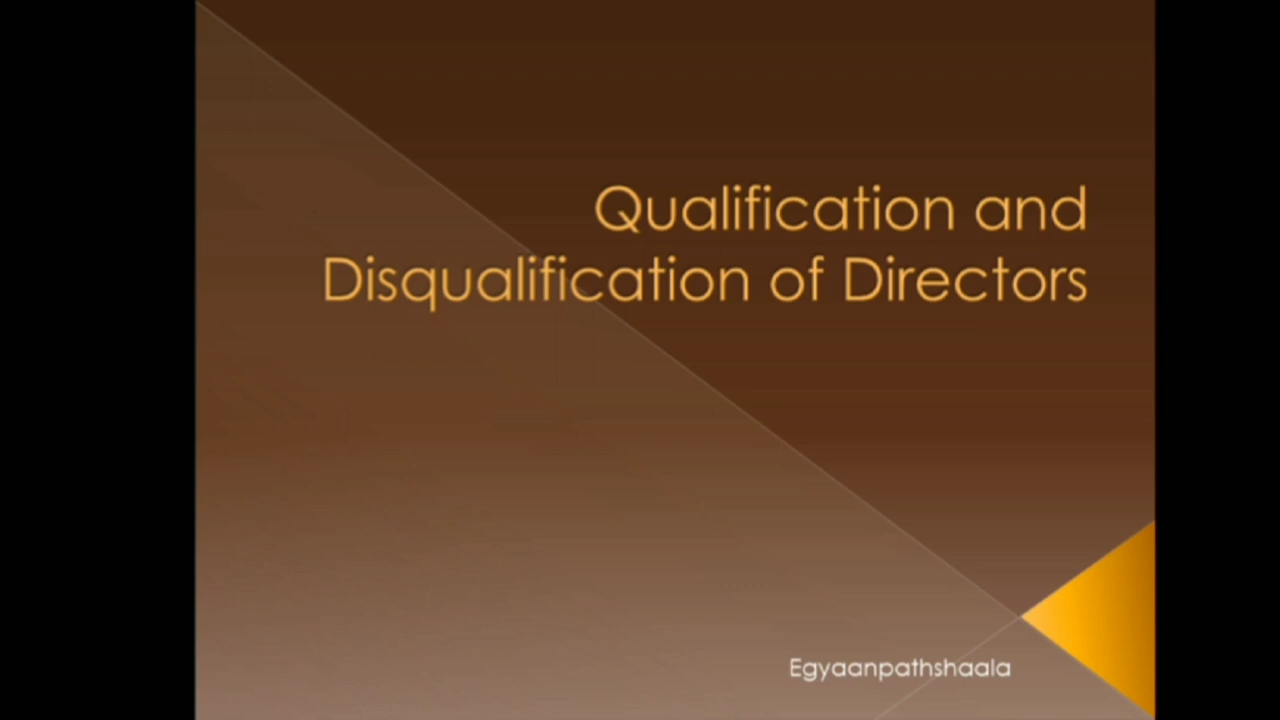 Qualification and
Disqualification of Directors
Egyaanpathshaala